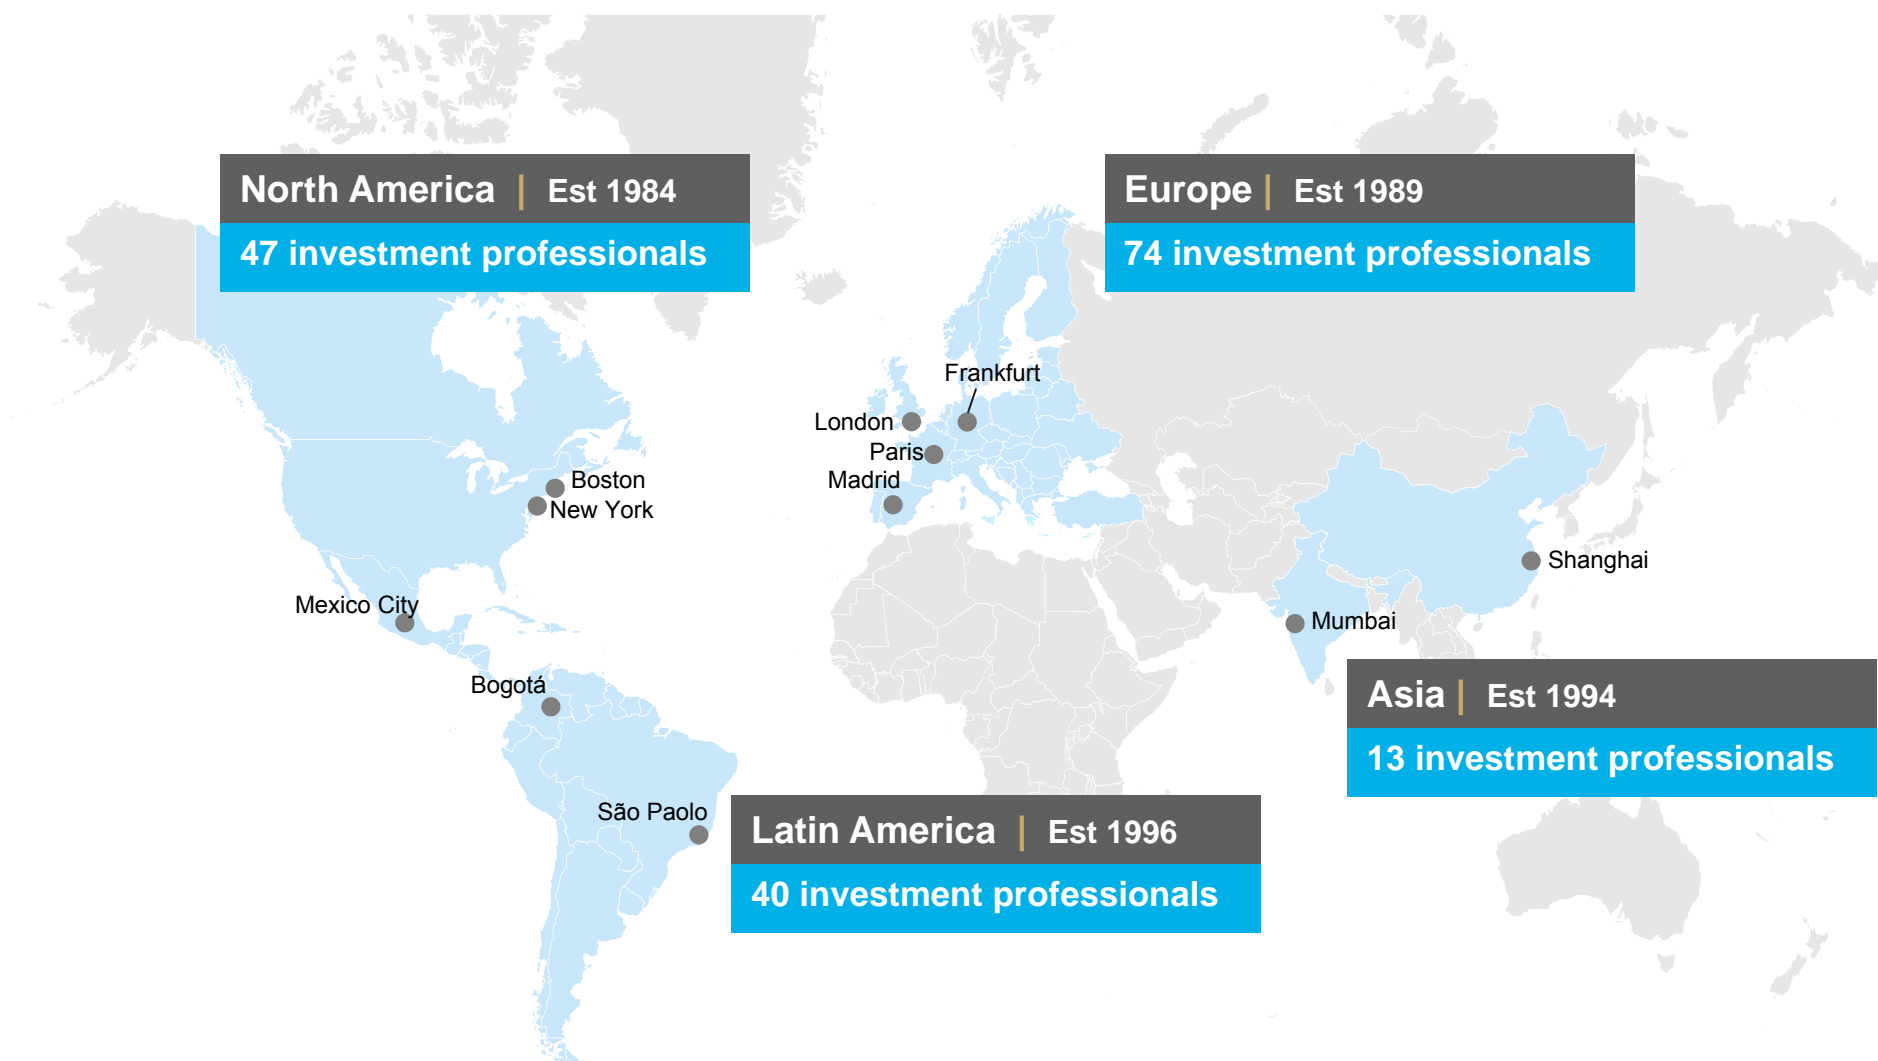 North America | Est 1984
47 investment professionals
Europe | Est 1989
74 investment professionals
Frankfurt
London
Paris
Madrid
Boston
New York
Shanghai
Mexico City
Mumbai
Bogotá
Asia | Est 1994
13 investment professionals
São Paolo
Latin America | Est 1996
40 investment professionals